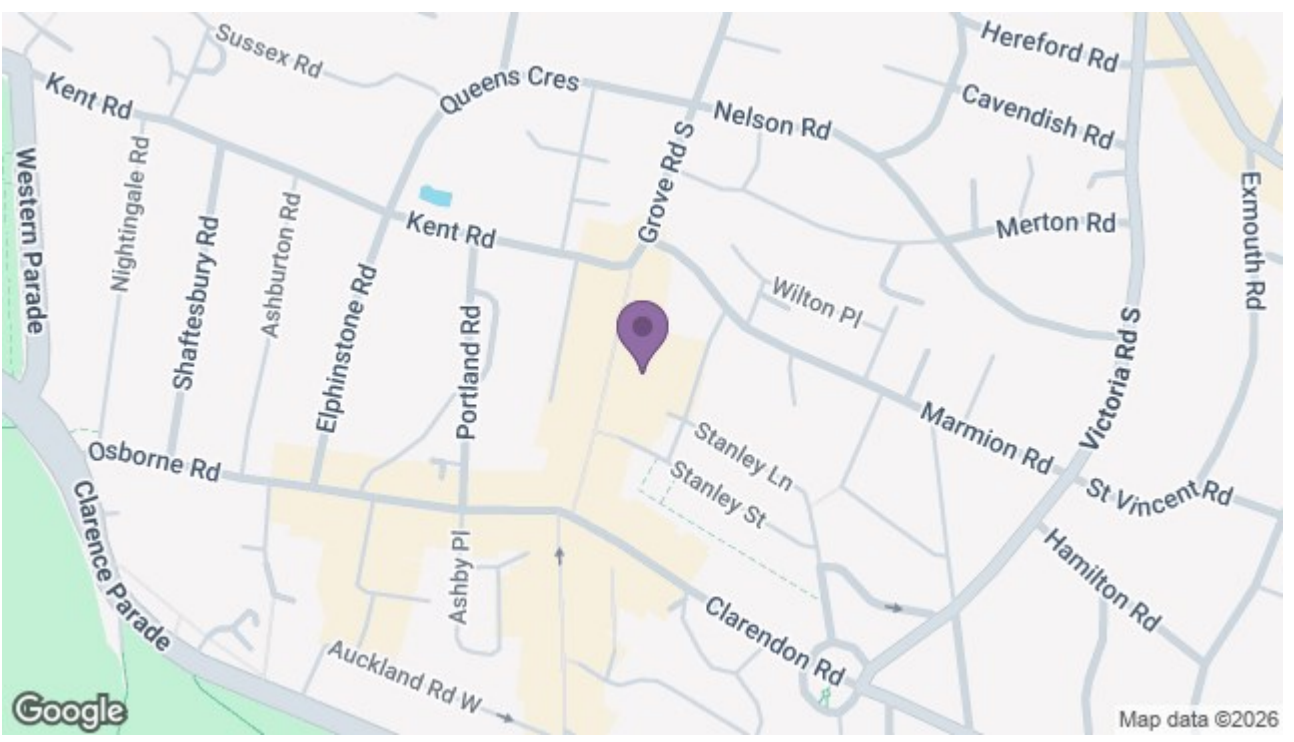 Sussex Rd
Queens Cres
Hereford Rd
Kent Rd
Nelson Rd
Cavendish Rd
Western Parade
Nightingale Rd
Shaftesbury Rd
Ashburton Rd
Grove Rd S
Kent Rd
Merton Rd
Exmouth Rd
Elphinstone Rd
Portland Rd
Wilton Pl
Victoria Rd S
Marmion Rd
Osborne Rd
Stanley Ln
Stanley St
St Vincent Rd
Clarence Parade
Ashby Pl
Hamilton Rd
Clarendon Rd
Auckland Rd W
Google
Map data ©2026